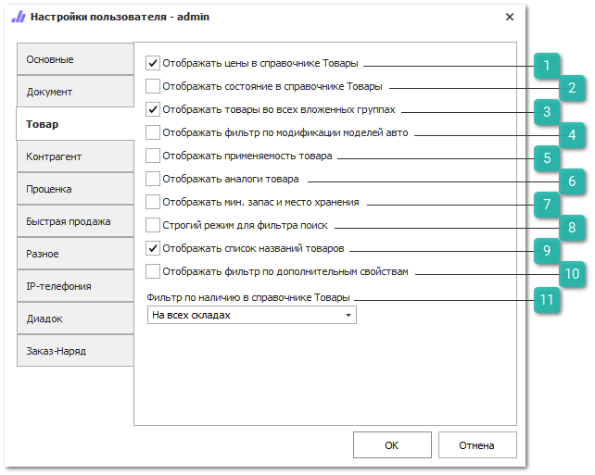 Настройки пользователя - admin
Основные
Документ
Товар
Контрагент
Проценка
Быстрая продажа
Разное
IP-телефония
Диадок
Заказ-Наряд
Отображать цены в справочнике Товары 1
Отображать состояние в справочнике Товары 2
Отображать товары во всех вложенных группах 3
Отображать фильтр по модификации моделей авто 4
Отображать применяемость товара 5
Отображать аналоги товара 6
Отображать мин. запас и место хранения 7
Строгий режим для фильтра поиск 8
Отображать список названий товаров 9
Отображать фильтр по дополнительным свойствам 10
Фильтр по наличию в справочнике Товары 11
На всех складах
ОК Отмена